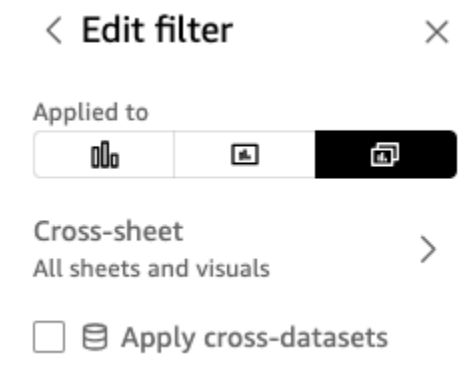 Edit filter
Applied to
Cross-sheet
All sheets and visuals
Apply cross-datasets